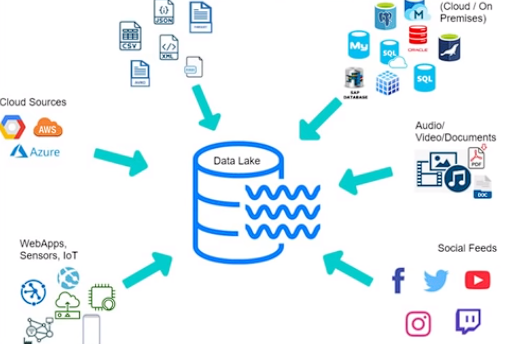 {JSON}
CSV
</XML>
(Cloud / On
Premises)
My
SQL
ORACLE
SAP
DATABASE
SQL
Cloud Sources
AWS
Azure
Data Lake
Audio/
Video/Documents
PDF
DOC
WebApps,
Sensors, IoT
Social Feeds